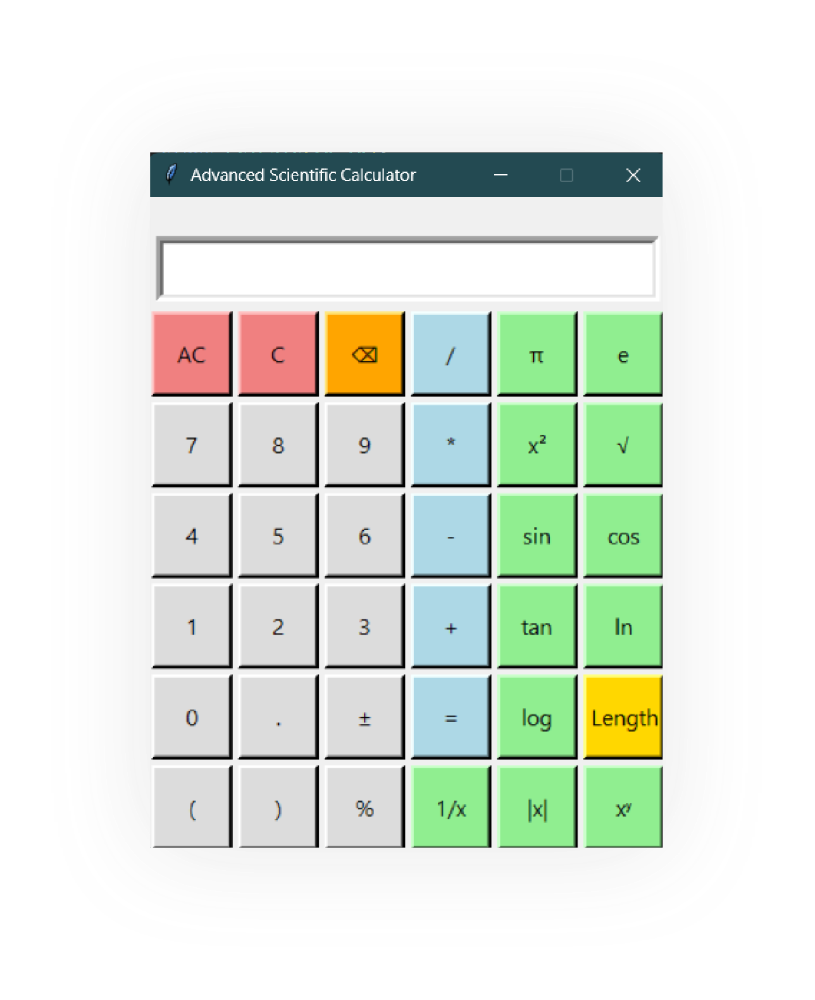 Advanced Scientific Calculator
AC C ⌫ / π e
7 8 9 * x² √
4 5 6 - sin cos
1 2 3 + tan ln
0 . ± = log Length
( ) % 1/x |x| xʸ